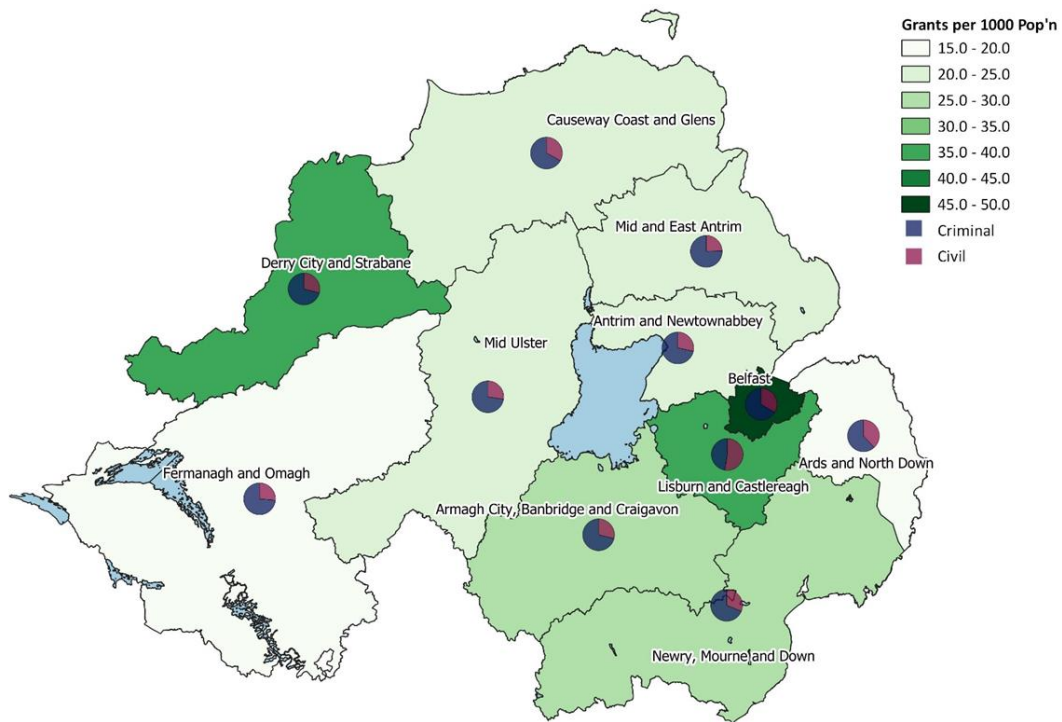 Grants per 1000 Pop'n
15.0 - 20.0
20.0 - 25.0
25.0 - 30.0
30.0 - 35.0
35.0 - 40.0
40.0 - 45.0
45.0 - 50.0
Criminal
Civil
Causeway Coast and Glens
Mid and East Antrim
Derry City and Strabane
Antrim and Newtownabbey
Mid Ulster
Belfast
Ards and North Down
Fermanagh and Omagh
Lisburn and Castlereagh
Armagh City, Banbridge and Craigavon
Newry, Mourne and Down